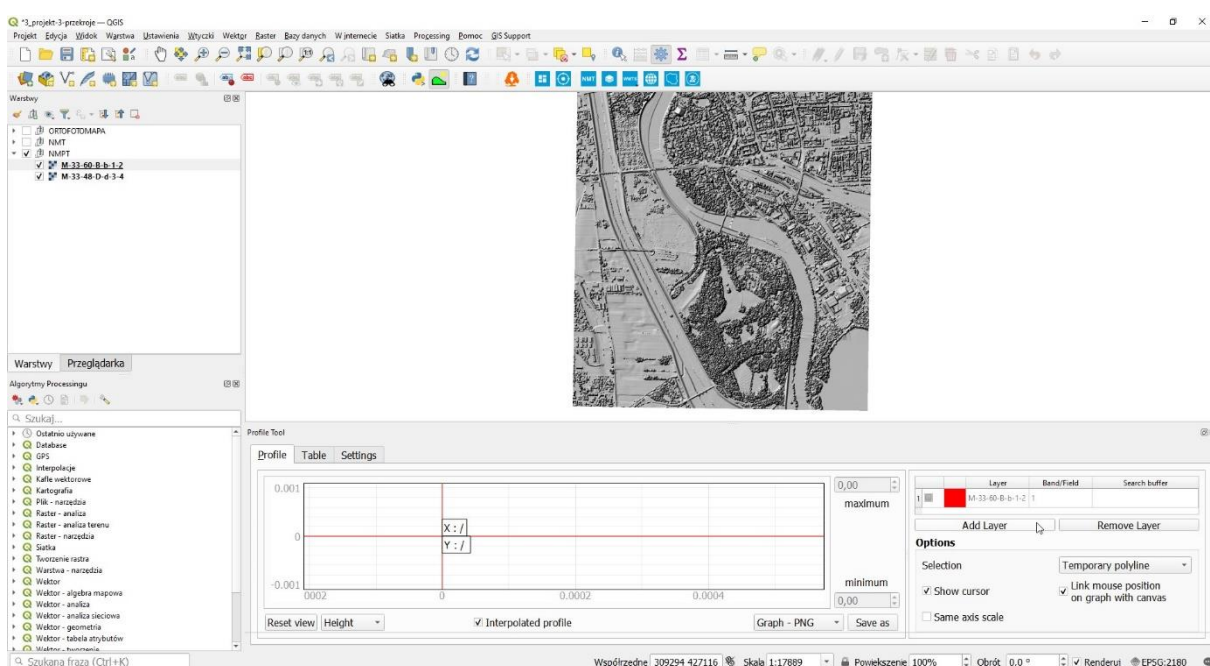 *3_projekt-3-przekroje — QGIS
Projekt Edycja Widok Warstwa Ustawienia Wtyczki Wektor Raster Bazy danych W internecie Siatka Processing Pomoc GIS Support
NMT
WMTS
Warstwy
ORTOFOTOMAPA
NMT
NMPT
M-33-60-B-b-1-2
M-33-48-D-d-3-4
Warstwy Przeglądarka
Algorytmy Processingu
Szukaj...
Ostatnio używane
Database
GPS
Interpolacje
Kafle wektorowe
Kartografia
Plik - narzędzia
Raster - analiza
Raster - analiza terenu
Raster - narzędzia
Siatka
Tworzenie rastra
Warstwa - narzędzia
Wektor
Wektor - algebra mapowa
Wektor - analiza
Wektor - analiza sieciowa
Wektor - geometria
Wektor - tabela atrybutów
Wektor - tworzenie
Profile Tool
Profile Table Settings
0.001
0
-0.001
X : /
Y : /
0002 0 0.0002 0.0004
0,00
maximum
minimum
0,00
Reset view Height Interpolated profile Graph - PNG Save as
Layer Band/Field Search buffer
1 M-33-60-B-b-1-2 1
Add Layer Remove Layer
Options
Selection Temporary polyline
Show cursor Link mouse position on graph with canvas
Same axis scale
Szukana fraza (Ctrl+K) Współrzędne 309294 427116 Skala 1:17889 Powiększenie 100% Obrót 0.0 ° Renderuj EPSG:2180